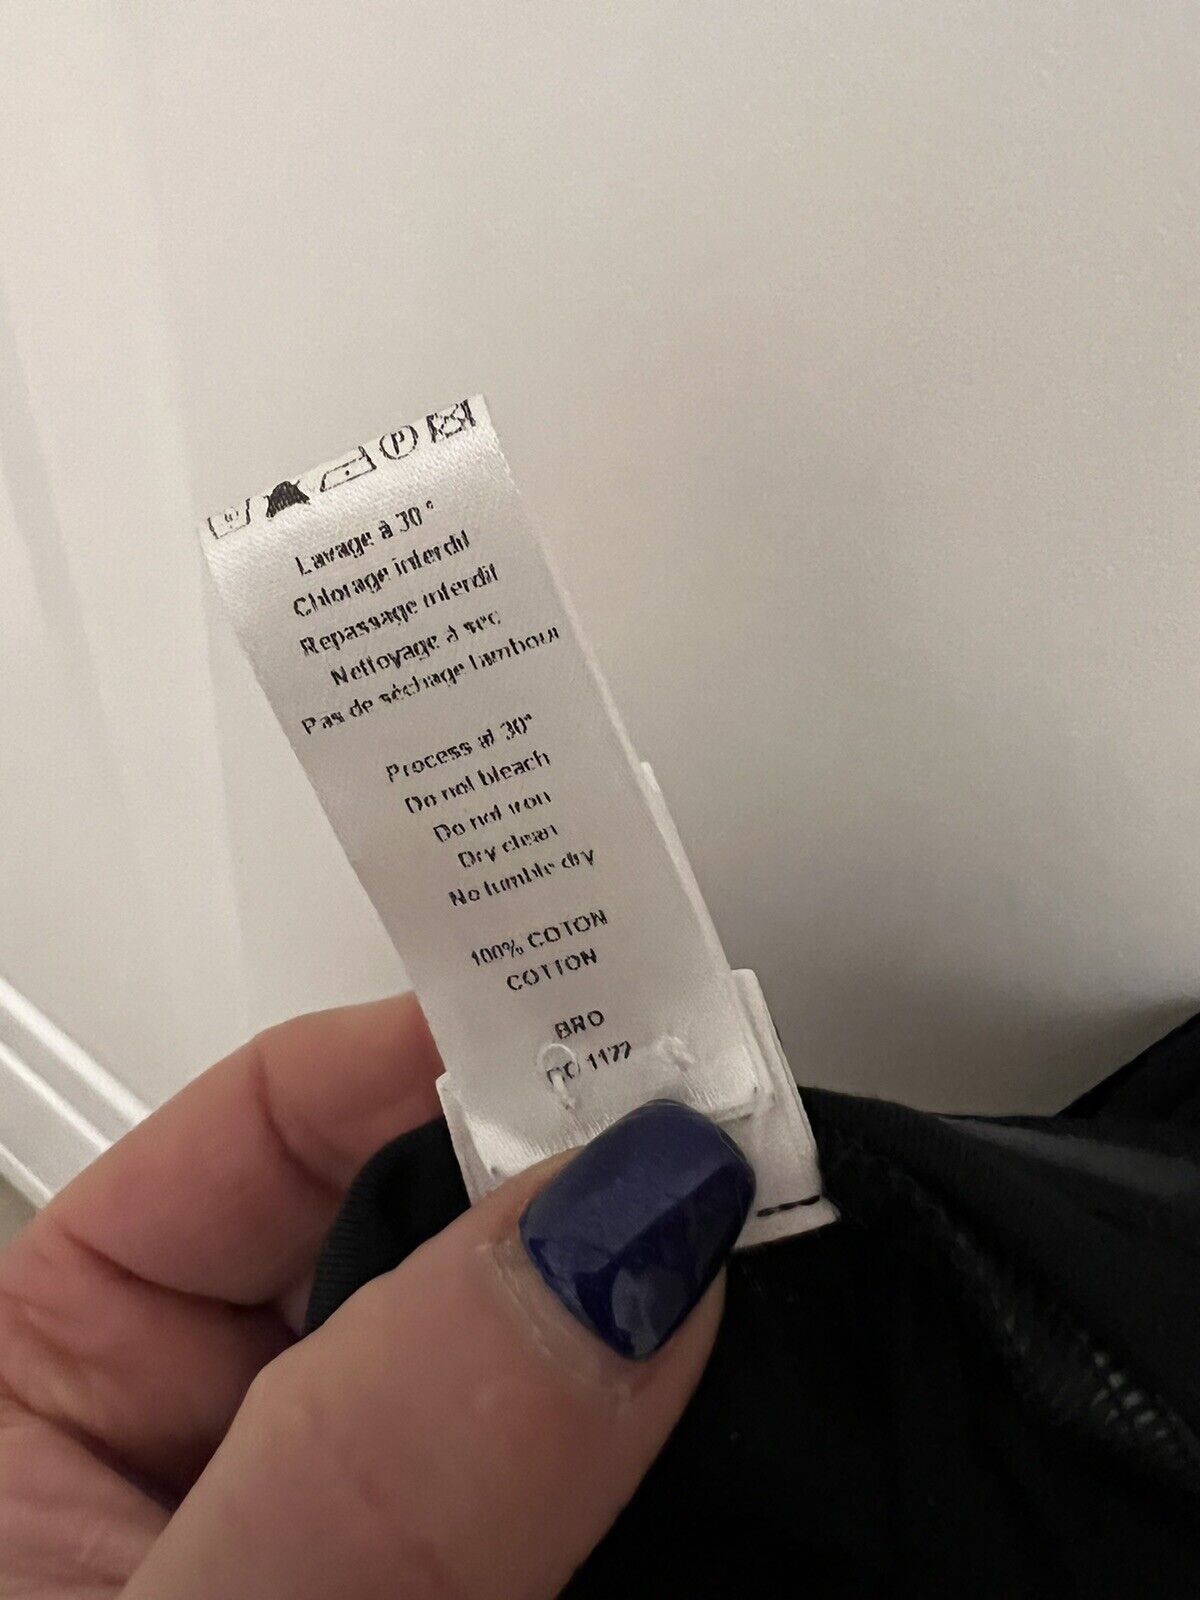 Lavage à 30°
Chlorage interdit
Repassage interdit
Nettoyage à sec
Pas de séchage tambour
Process at 30°
Do not bleach
Do not iron
Dry clean
No tumble dry
100% COTON
COTTON
BRO
1177